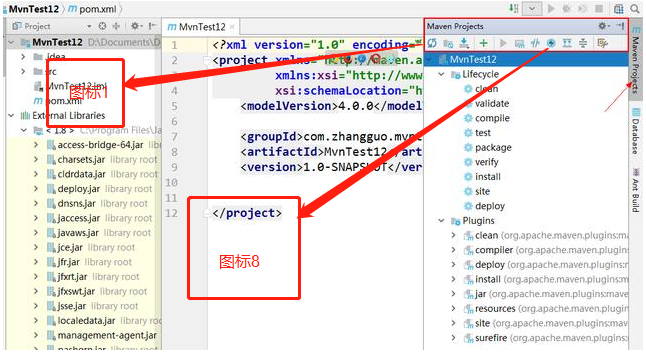 MvnTest12 › pom.xml
Project
MvnTest12
Maven Projects
MvnTest12 D:\Documents\D
.idea
src
MvnTest12.iml
pom.xml
External Libraries
< 1.8 > C:\Program Files\Jav
access-bridge-64.jar library root
charsets.jar library root
cldrdata.jar library root
deploy.jar library root
dnsns.jar library root
jaccess.jar library root
javaws.jar library root
jce.jar library root
jfr.jar library root
jfxrt.jar library root
jfxswt.jar library root
jsse.jar library root
localedata.jar library root
management-agent.jar
图标1
1
2
3
4
5
6
7
8
9
10
11
12
<?xml version="1.0" encoding=
<project xmlns="http://maven.a
xmlns:xsi="http://www
xsi:schemaLocation="h
<modelVersion>4.0.0</model
<groupId>com.zhangguo.mvnt
<artifactId>MvnTest12</art
<version>1.0-SNAPSHOT</ver
</project>
图标8
MvnTest12
Lifecycle
clean
validate
compile
test
package
verify
install
site
deploy
Plugins
clean (org.apache.maven.plugins:ma
compiler (org.apache.maven.plugins
deploy (org.apache.maven.plugins:m
install (org.apache.maven.plugins:m
jar (org.apache.maven.plugins:maver
resources (org.apache.maven.plugins
site (org.apache.maven.plugins:mave
surefire (org.apache.maven.plugins:
Maven Projects
Database
Ant Build